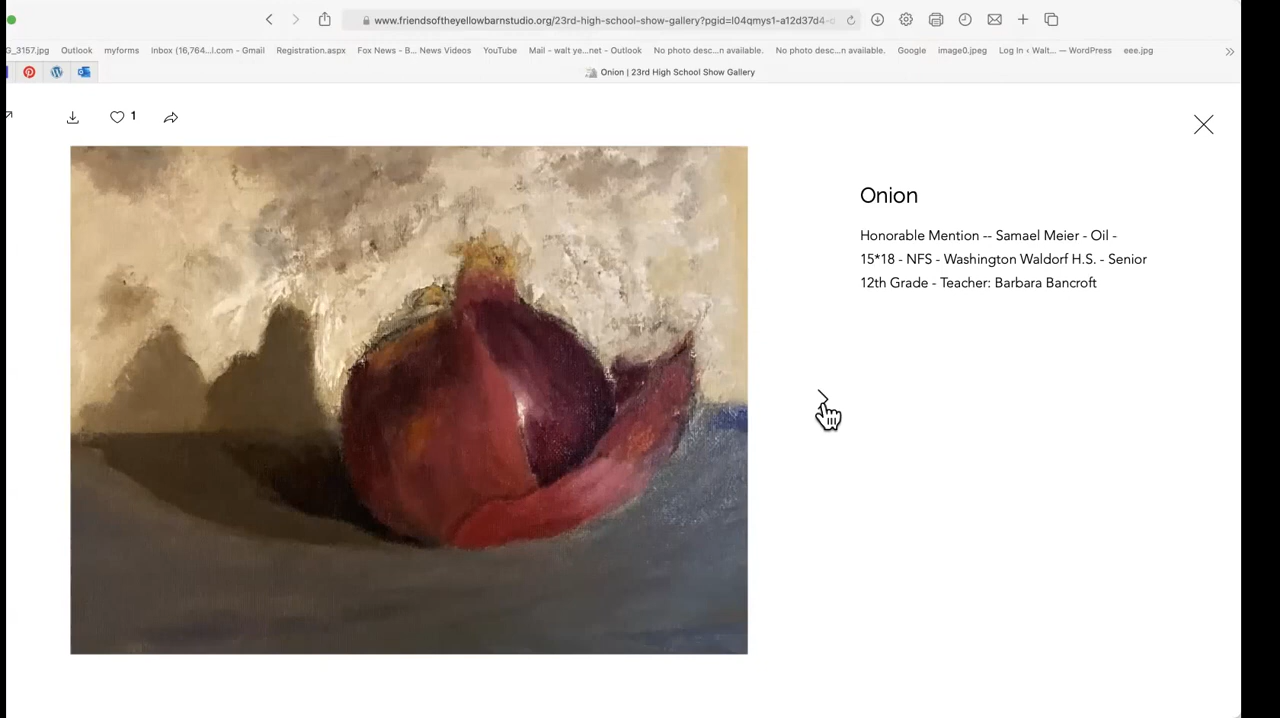 www.friendsoftheyellowbarnstudio.org/23rd-high-school-show-gallery?pgid=l04qmys1-a12d37d4-
G_3157.jpg Outlook myforms Inbox (16,764...l.com - Gmail Registration.aspx Fox News - B... News Videos YouTube Mail - walt ye...net - Outlook No photo desc...n available. No photo desc...n available. Google image0.jpeg Log In ‹ Walt... — WordPress eee.jpg
Onion | 23rd High School Show Gallery
1
Onion
Honorable Mention -- Samael Meier - Oil -
15*18 - NFS - Washington Waldorf H.S. - Senior
12th Grade - Teacher: Barbara Bancroft